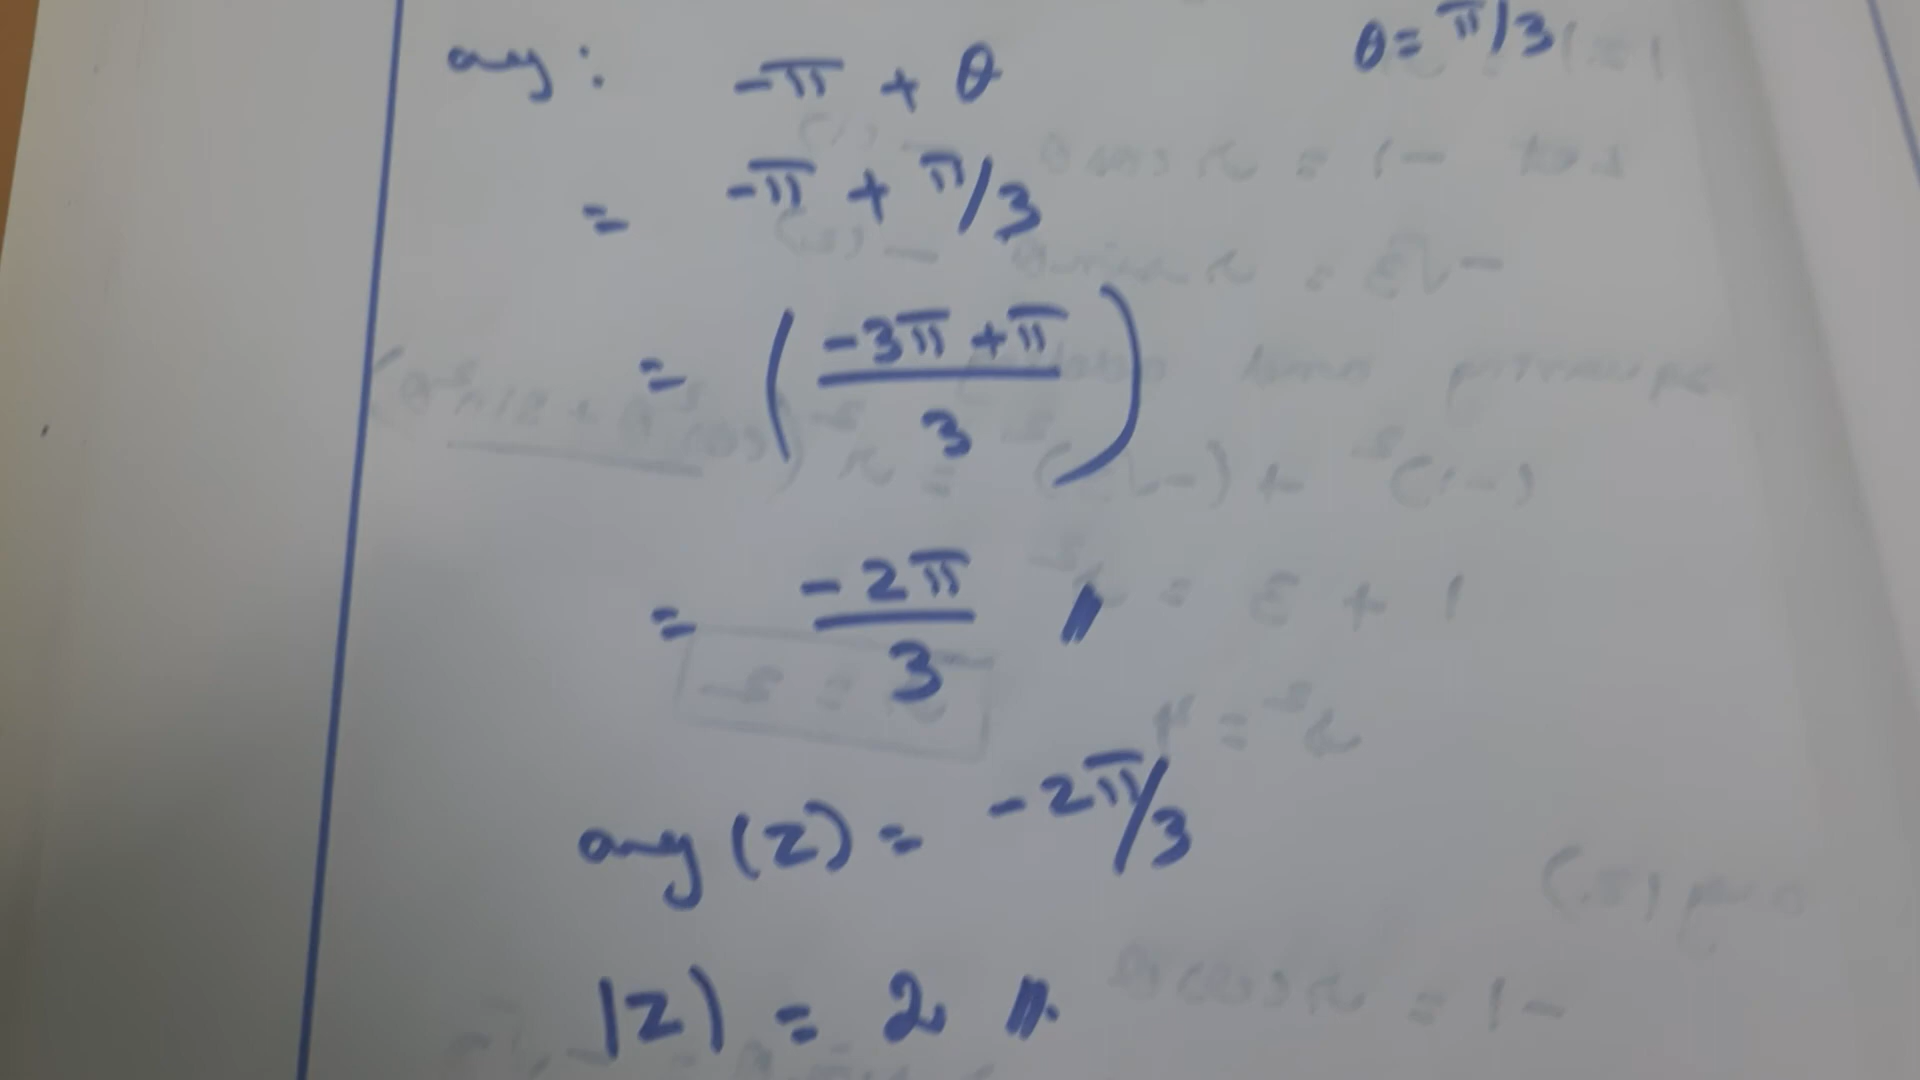 arg: -π + θ θ = π/3
= -π + π/3
= (-3π + π / 3)
= -2π / 3 //
arg (z) = -2π/3
|z| = 2 //.